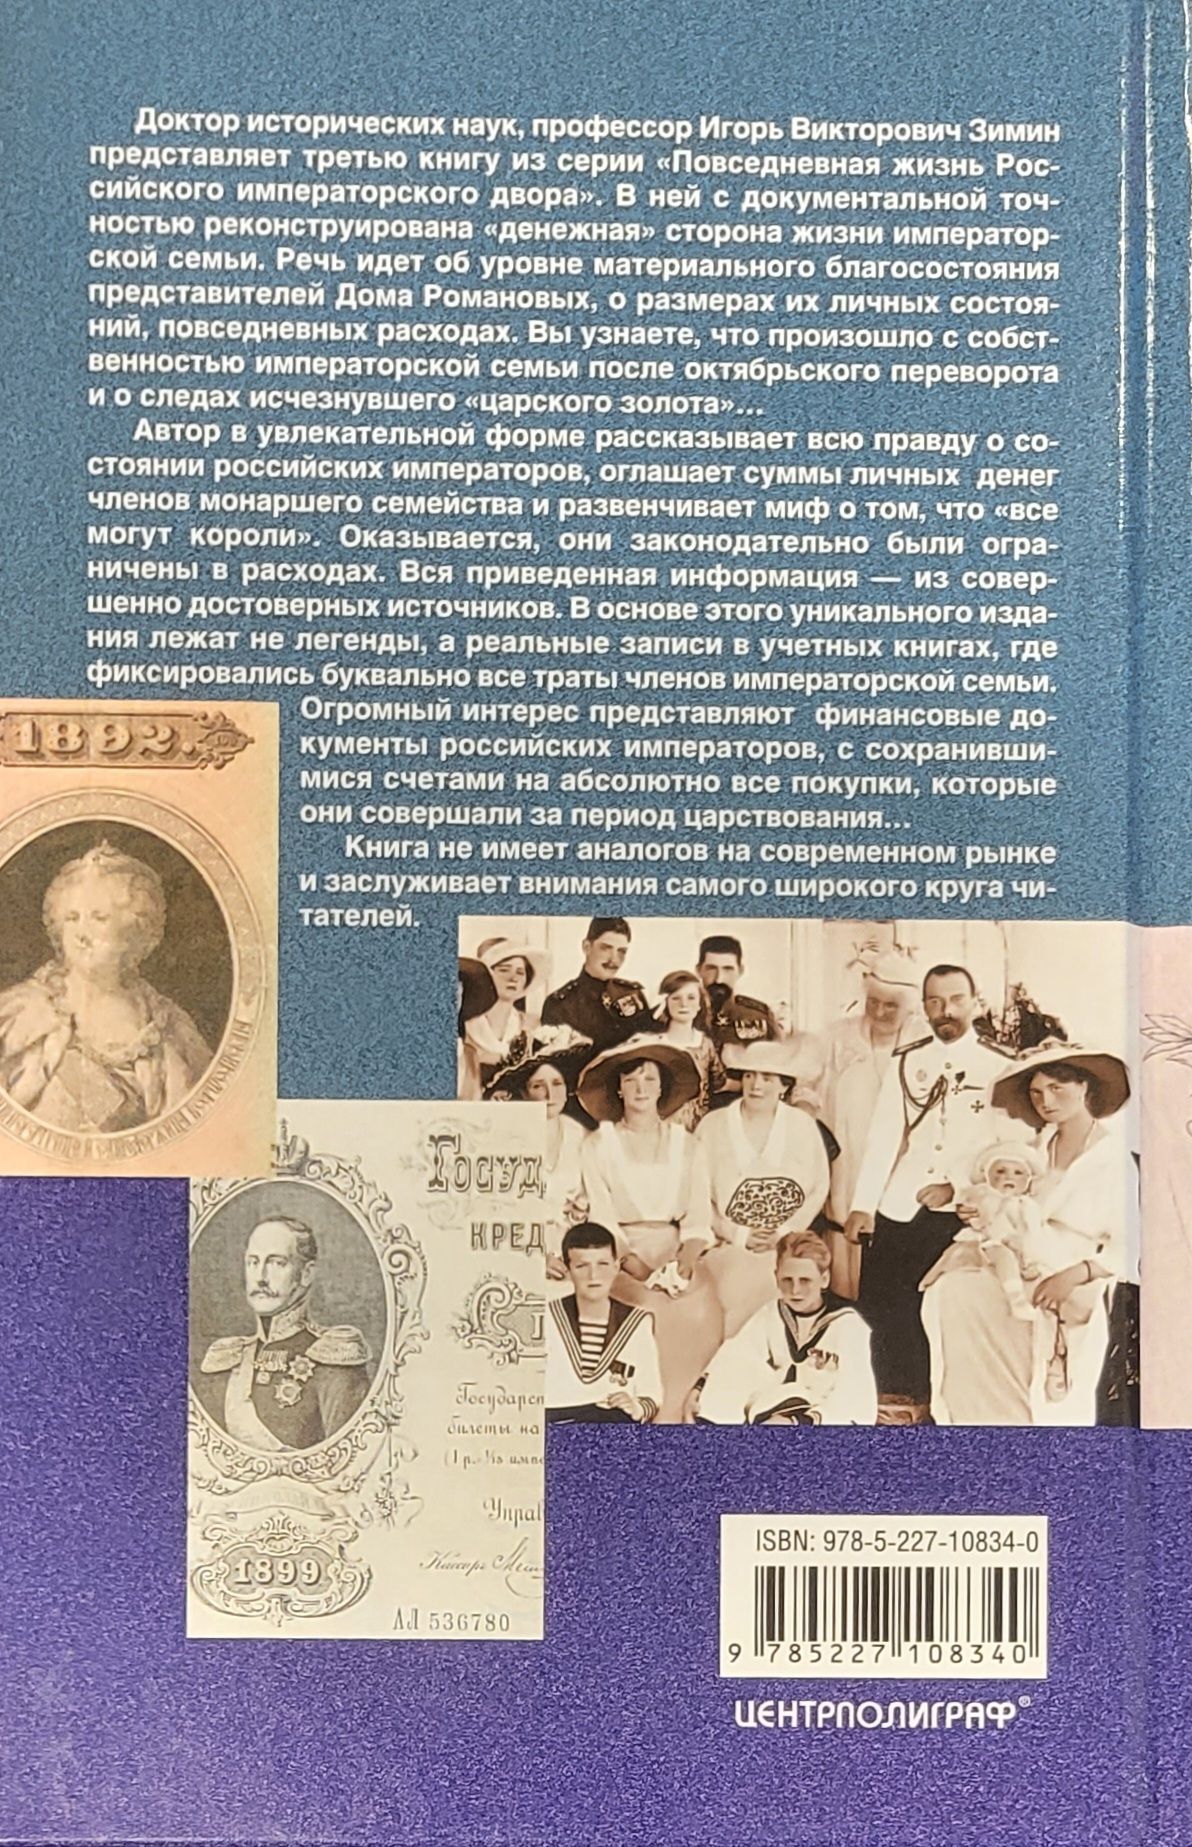 Доктор исторических наук, профессор Игорь Викторович Зимин
представляет третью книгу из серии «Повседневная жизнь Рос-
сийского императорского двора». В ней с документальной точ-
ностью реконструирована «денежная» сторона жизни император-
ской семьи. Речь идет об уровне материального благосостояния
представителей Дома Романовых, о размерах их личных состоя-
ний, повседневных расходах. Вы узнаете, что произошло с собст-
венностью императорской семьи после октябрьского переворота
и о следах исчезнувшего «царского золота»...
Автор в увлекательной форме рассказывает всю правду о со-
стоянии российских императоров, оглашает суммы личных денег
членов монаршего семейства и развенчивает миф о том, что «все
могут короли». Оказывается, они законодательно были огра-
ничены в расходах. Вся приведенная информация — из совер-
шенно достоверных источников. В основе этого уникального изда-
ния лежат не легенды, а реальные записи в учетных книгах, где
фиксировались буквально все траты членов императорской семьи.
Огромный интерес представляют финансовые до-
кументы российских императоров, с сохранивши-
мися счетами на абсолютно все покупки, которые
они совершали за период царствования...
Книга не имеет аналогов на современном рынке
и заслуживает внимания самого широкого круга чи-
тателей.
1892.
Госуд
кред
Государст
билеты на
Управ
1899
АЛ 536780
ISBN: 978-5-227-10834-0
9 785227 108340
ЦЕНТРПОЛИГРАФ®